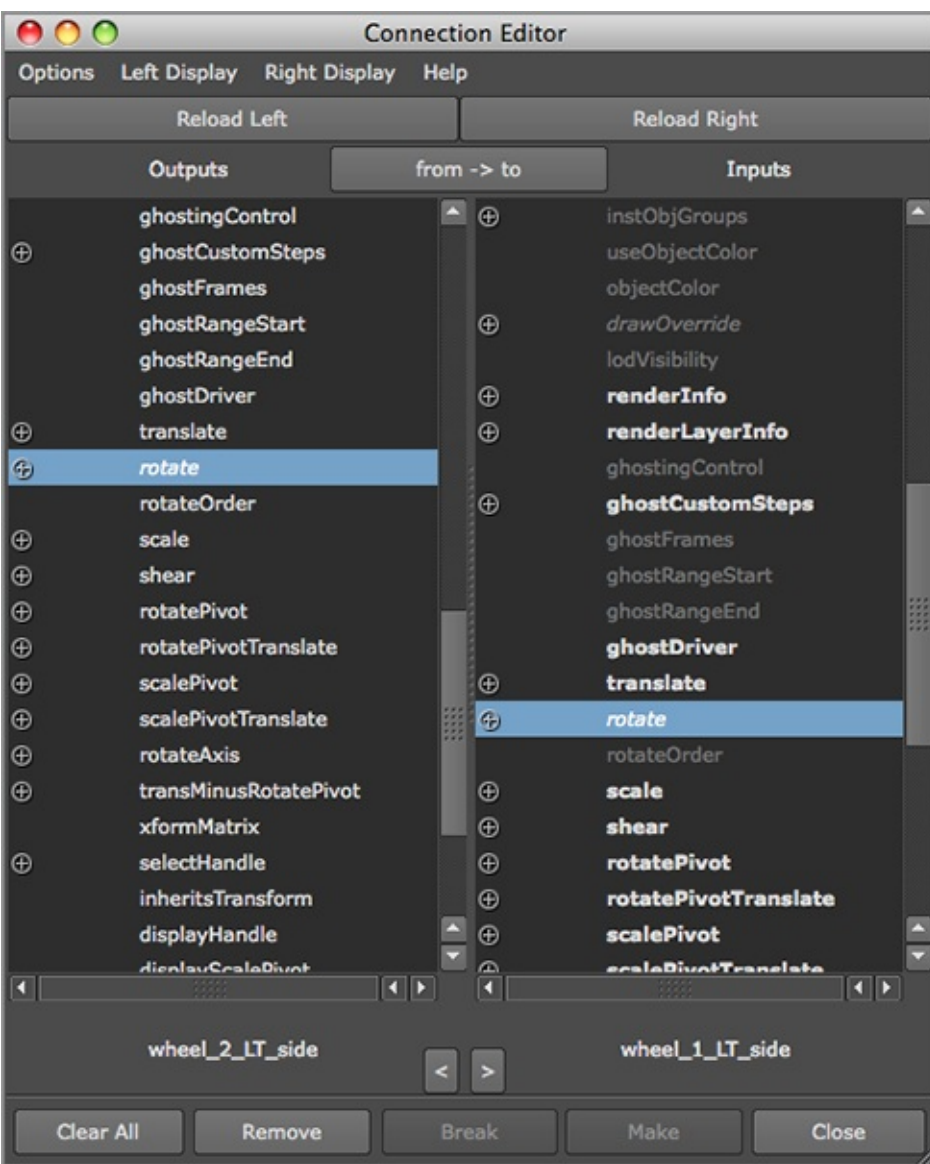 Connection Editor
Options Left Display Right Display Help
Reload Left Reload Right
Outputs from -> to Inputs
ghostingControl
ghostCustomSteps
ghostFrames
ghostRangeStart
ghostRangeEnd
ghostDriver
translate
rotate
rotateOrder
scale
shear
rotatePivot
rotatePivotTranslate
scalePivot
scalePivotTranslate
rotateAxis
transMinusRotatePivot
xformMatrix
selectHandle
inheritsTransform
displayHandle
displayScalePivot
instObjGroups
useObjectColor
objectColor
drawOverride
lodVisibility
renderInfo
renderLayerInfo
ghostingControl
ghostCustomSteps
ghostFrames
ghostRangeStart
ghostRangeEnd
ghostDriver
translate
rotate
rotateOrder
scale
shear
rotatePivot
rotatePivotTranslate
scalePivot
scalePivotTranslate
wheel_2_LT_side < > wheel_1_LT_side
Clear All Remove Break Make Close